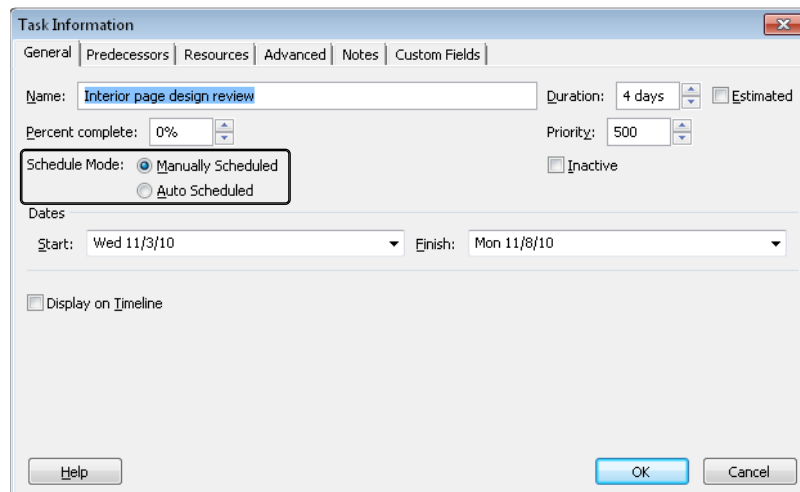 Task Information
General Predecessors Resources Advanced Notes Custom Fields
Name: Interior page design review Duration: 4 days Estimated
Percent complete: 0% Priority: 500
Schedule Mode: Manually Scheduled Inactive
Auto Scheduled
Dates
Start: Wed 11/3/10 Finish: Mon 11/8/10
Display on Timeline
Help OK Cancel